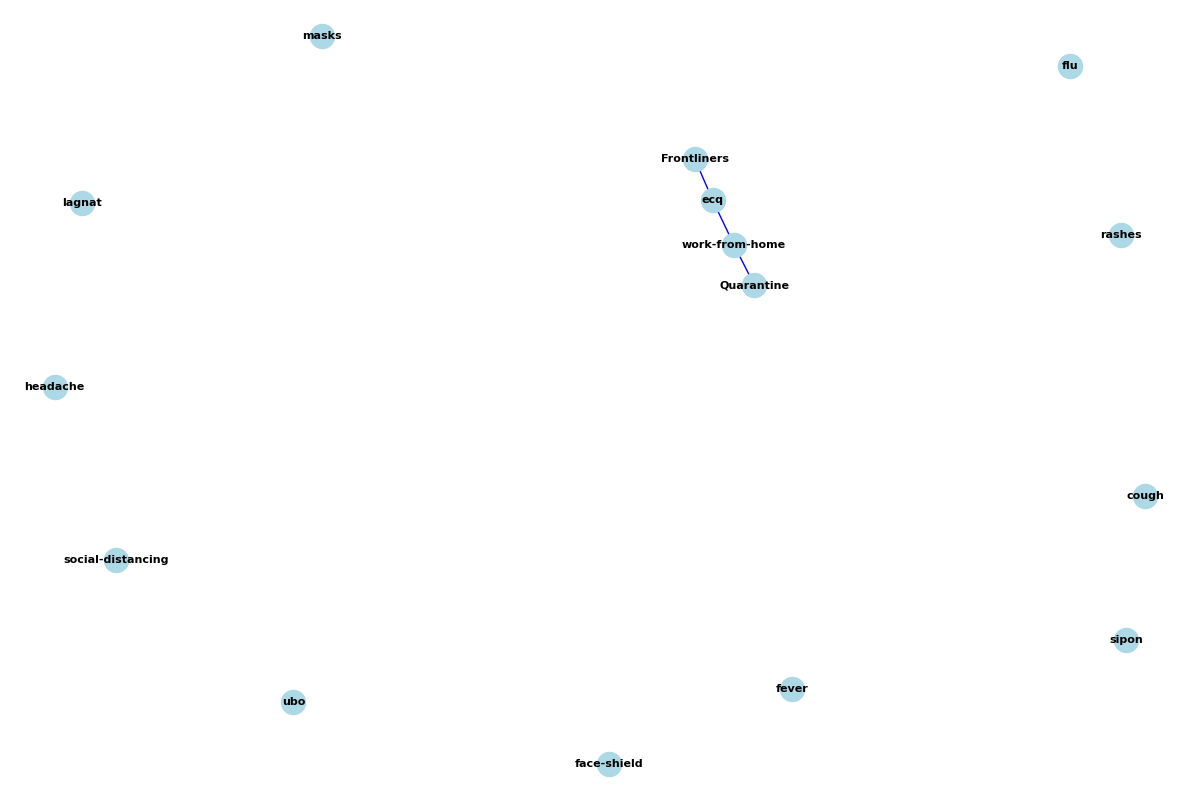 masks
flu
Frontliners
ecq
lagnat
rashes
work-from-home
Quarantine
headache
cough
social-distancing
sipon
fever
ubo
face-shield